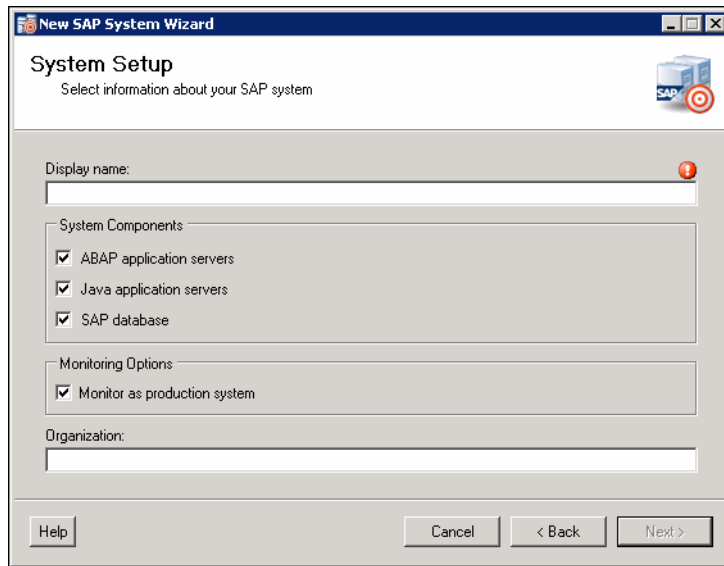 New SAP System Wizard
System Setup
Select information about your SAP system
SAP
Display name:
System Components
ABAP application servers
Java application servers
SAP database
Monitoring Options
Monitor as production system
Organization:
Help
Cancel
< Back
Next >